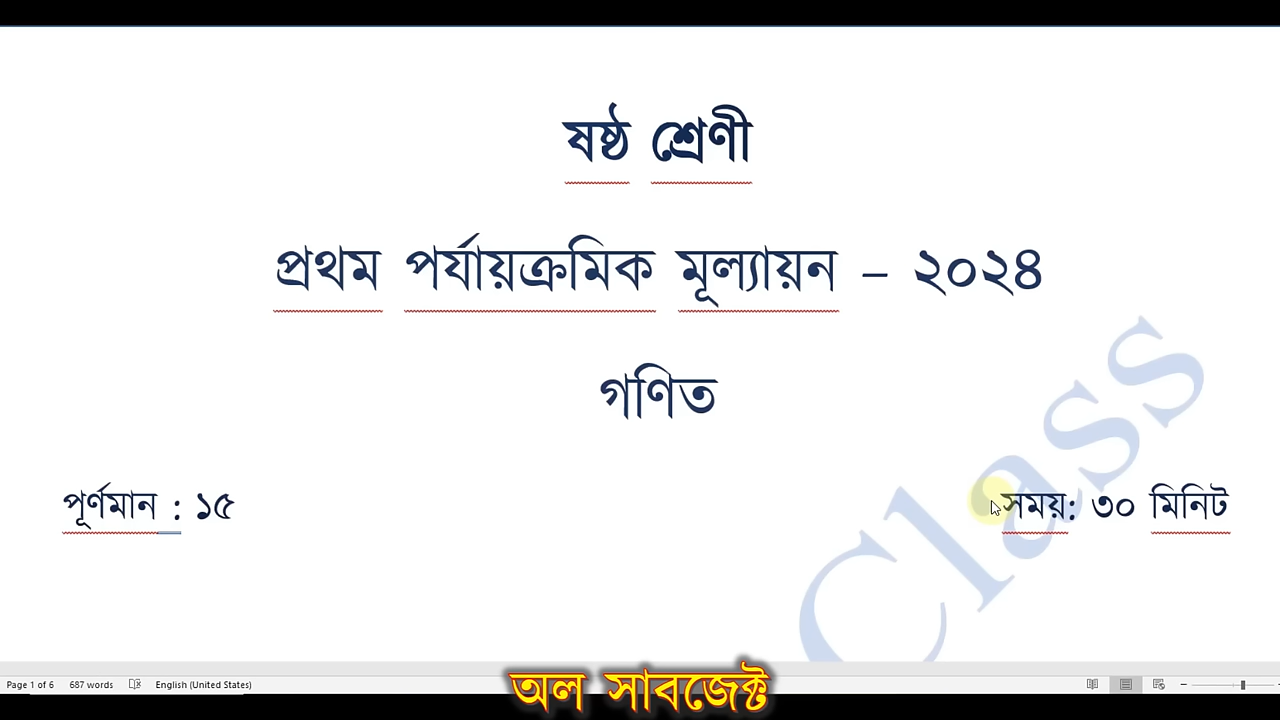 ষষ্ঠ শ্রেণী
প্রথম পর্যায়ক্রমিক মূল্যায়ন – ২০২৪
গণিত
পূর্ণমান : ১৫
সময়: ৩০ মিনিট
Class
Page 1 of 6 687 words English (United States)
অল সাবজেক্ট